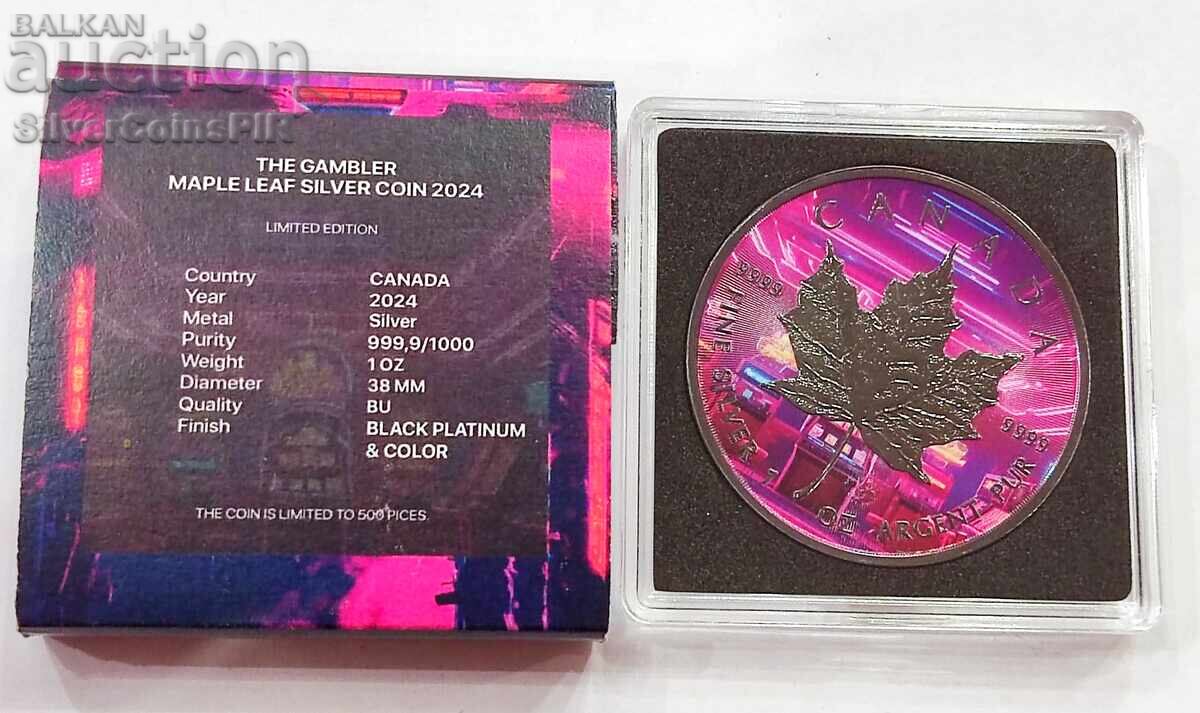 BALKAN
auction
SilverCoinsPIK
THE GAMBLER
MAPLE LEAF SILVER COIN 2024
LIMITED EDITION
Country CANADA
Year 2024
Metal Silver
Purity 999,9/1000
Weight 1 OZ
Diameter 38 MM
Quality BU
Finish BLACK PLATINUM
& COLOR
THE COIN IS LIMITED TO 500 PICES
CANADA
9999
9999
FINE SILVER 1 OZ ARGENT PUR